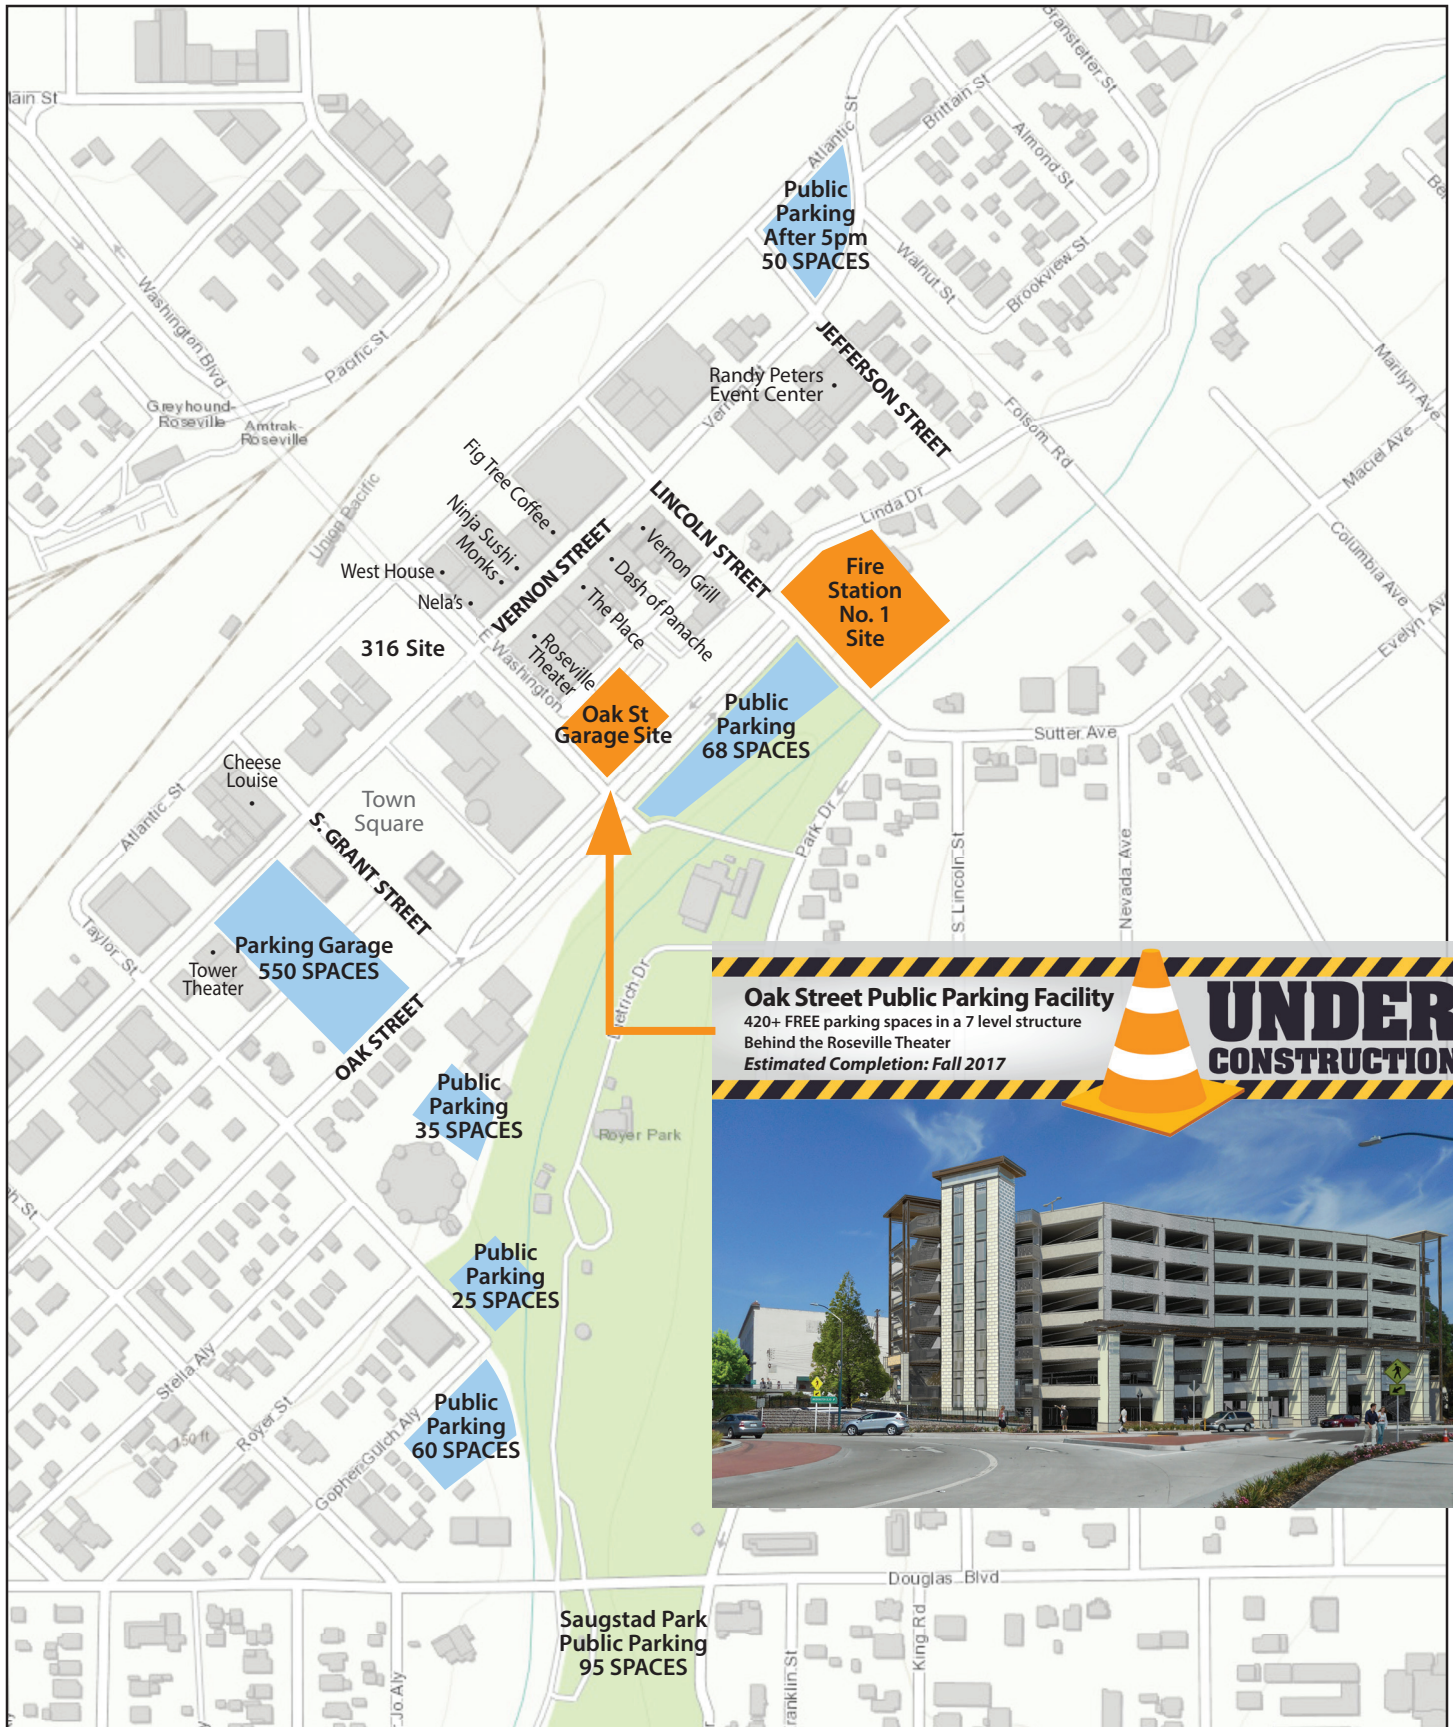 Main St
Branstetter St
Brittain St
Atlantic St
Almond St
Public
Parking
After 5pm
50 SPACES
Walnut St
Brookview St
Washington Blvd
Pacific St
JEFFERSON STREET
Randy Peters
Event Center
Marilyn Ave
Greyhound-
Roseville
Amtrak-
Roseville
Folsom Rd
Maciel Ave
Fig Tree Coffee
Union Pacific
LINCOLN STREET
Linda Dr
Ninja Sushi
Monks
VERNON STREET
Vernon Grill
Columbia Ave
West House
Dash of Panache
Fire
Station
No. 1
Site
Nela's
The Place
Evelyn Av
316 Site
E Washington
Roseville
Theater
Oak St
Garage Site
Public
Parking
68 SPACES
Sutter Ave
Cheese
Louise
Town
Square
Atlantic St
S. GRANT STREET
Park Dr
S Lincoln St
Nevada Ave
Taylor St
Parking Garage
550 SPACES
Tower
Theater
OAK STREET
Oak Street Public Parking Facility
420+ FREE parking spaces in a 7 level structure
Behind the Roseville Theater
Estimated Completion: Fall 2017
UNDER
CONSTRUCTION
Public
Parking
35 SPACES
Royer Park
Public
Parking
25 SPACES
Stella Aly
Royer St
150 ft
Gopher Gulch Aly
Public
Parking
60 SPACES
Douglas Blvd
Saugstad Park
Public Parking
95 SPACES
King Rd
ranklin St
Jo Aly